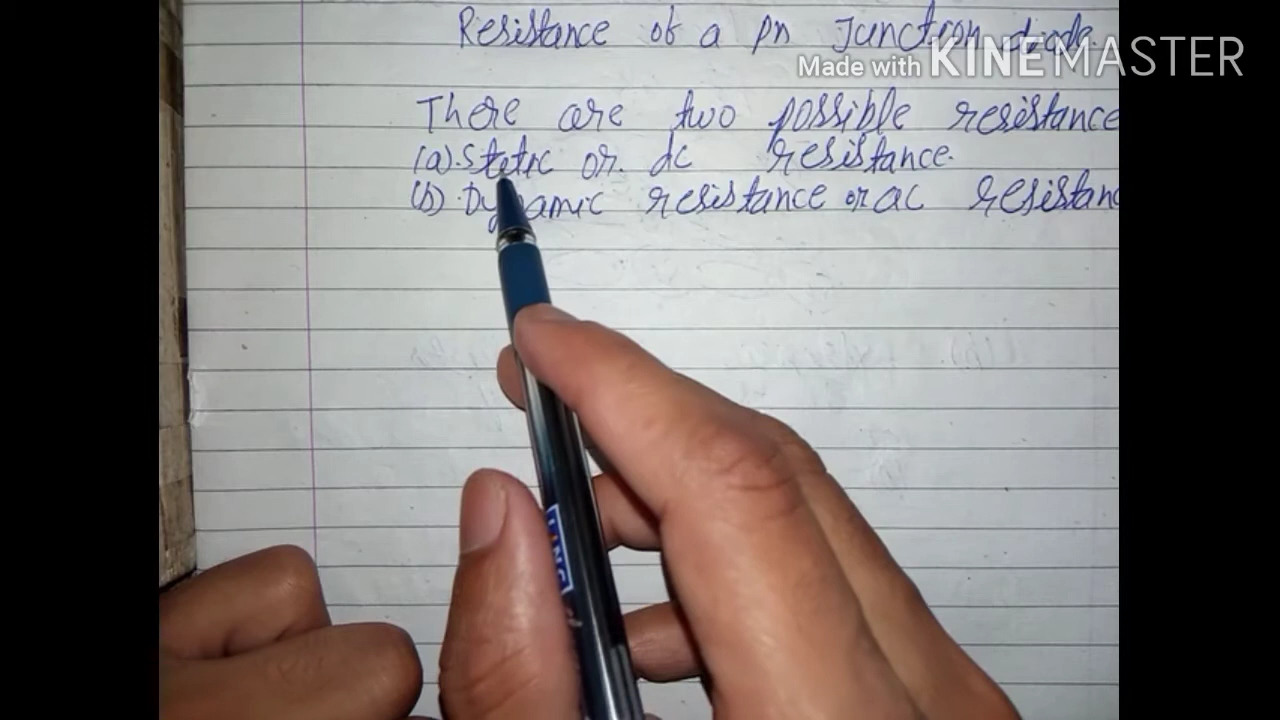 Resistance of a pn Junction diode.
Made with KINEMASTER
There are two possible resistance
(a). Static or dc resistance.
(b). Dynamic resistance or ac resistanc